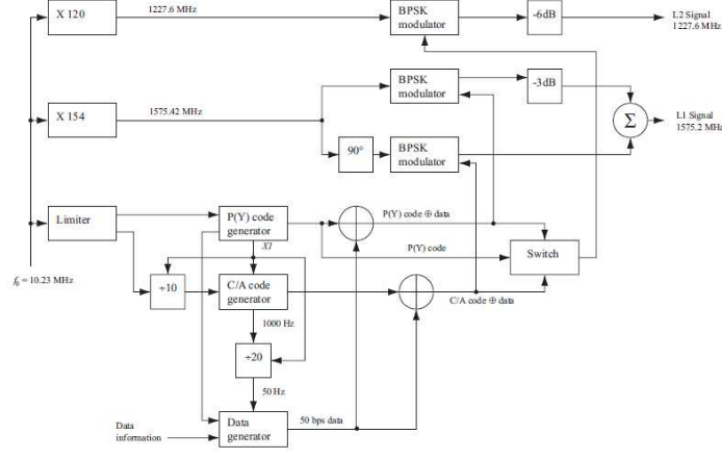 X 120
1227.6 MHz
BPSK
modulator
-6dB
L2 Signal
1227.6 MHz
BPSK
modulator
-3dB
X 154
1575.42 MHz
Σ
L1 Signal
1575.2 MHz
90°
BPSK
modulator
Limiter
P(Y) code
generator
P(Y) code ⊕ data
X1
P(Y) code
Switch
f₀ = 10.23 MHz
÷10
C/A code
generator
C/A code ⊕ data
1000 Hz
÷20
50 Hz
Data
information
Data
generator
50 bps data